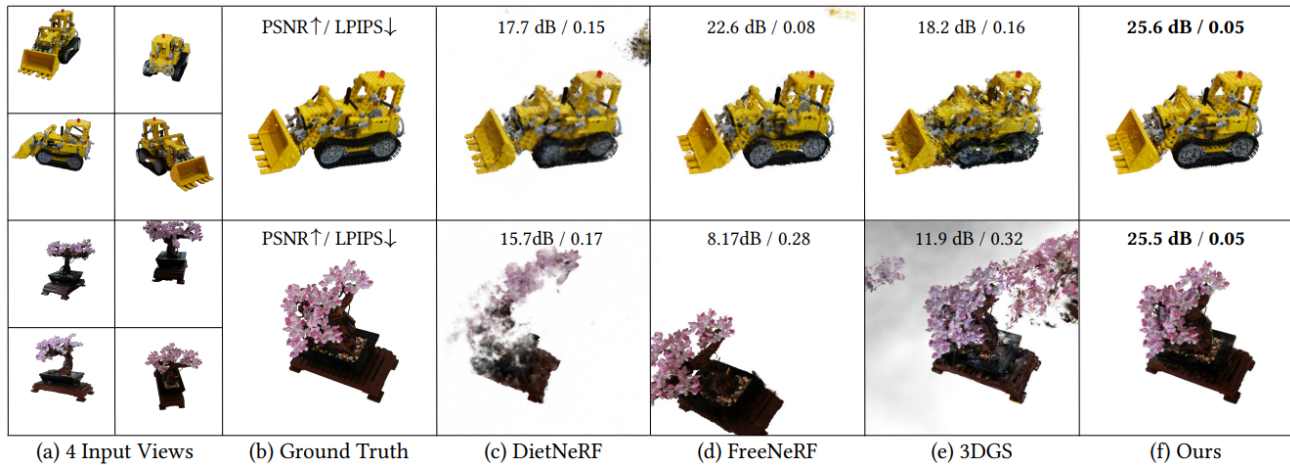 PSNR↑/ LPIPS↓
17.7 dB / 0.15
22.6 dB / 0.08
18.2 dB / 0.16
25.6 dB / 0.05
PSNR↑/ LPIPS↓
15.7dB / 0.17
8.17dB / 0.28
11.9 dB / 0.32
25.5 dB / 0.05
(a) 4 Input Views
(b) Ground Truth
(c) DietNeRF
(d) FreeNeRF
(e) 3DGS
(f) Ours